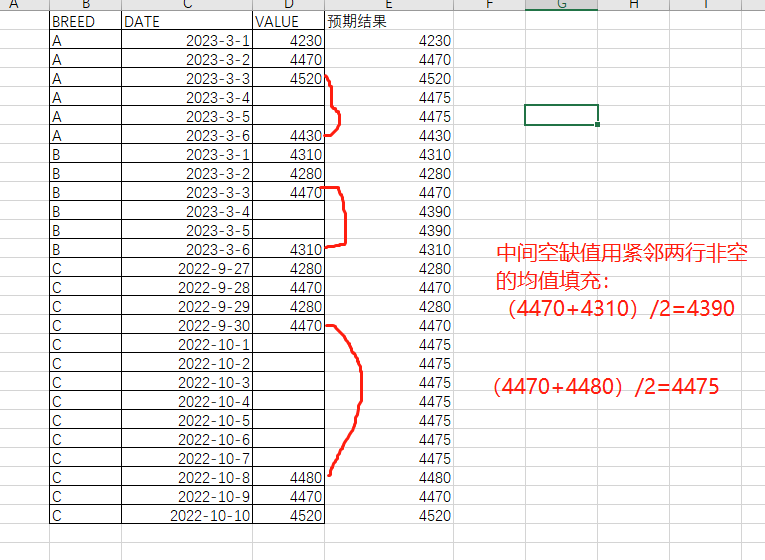 A B C D E F G H I
BREED DATE VALUE 预期结果
A 2023-3-1 4230 4230
A 2023-3-2 4470 4470
A 2023-3-3 4520 4520
A 2023-3-4 4475
A 2023-3-5 4475
A 2023-3-6 4430 4430
B 2023-3-1 4310 4310
B 2023-3-2 4280 4280
B 2023-3-3 4470 4470
B 2023-3-4 4390
B 2023-3-5 4390
B 2023-3-6 4310 4310
中间空缺值用紧邻两行非空
C 2022-9-27 4280 4280
的均值填充：
C 2022-9-28 4470 4470
C 2022-9-29 4280 4280
（4470+4310）/2=4390
C 2022-9-30 4470 4470
C 2022-10-1 4475
C 2022-10-2 4475
C 2022-10-3 4475
（4470+4480）/2=4475
C 2022-10-4 4475
C 2022-10-5 4475
C 2022-10-6 4475
C 2022-10-7 4475
C 2022-10-8 4480 4480
C 2022-10-9 4470 4470
C 2022-10-10 4520 4520